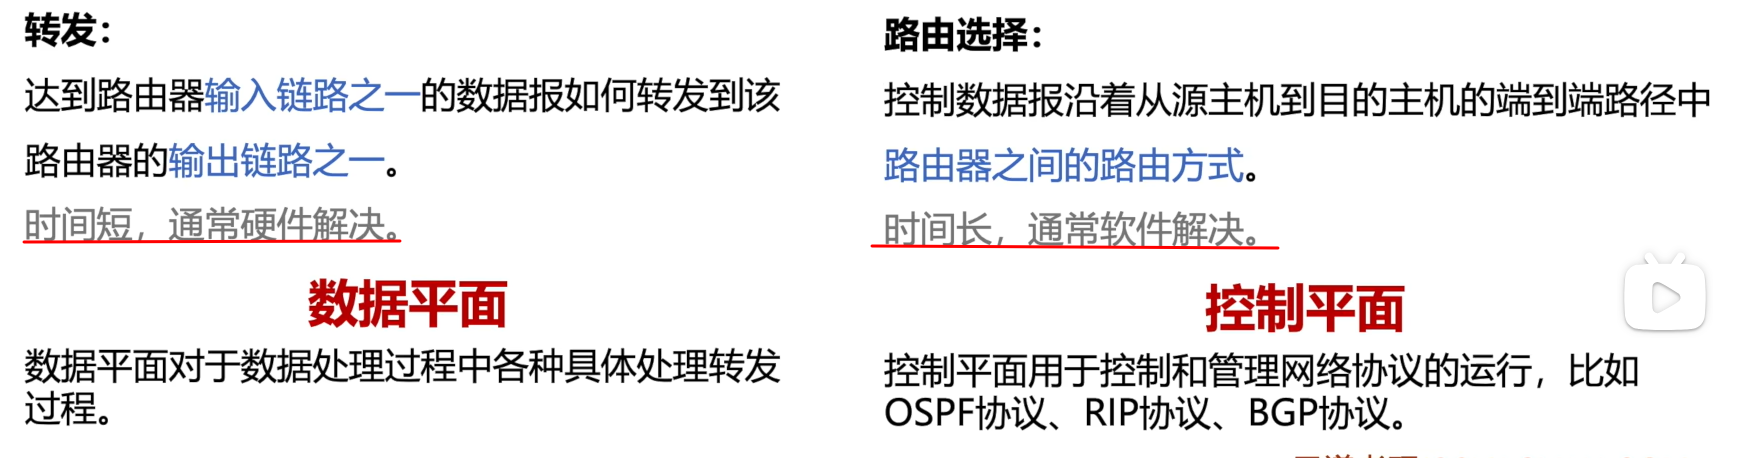 转发：
达到路由器输入链路之一的数据报如何转发到该
路由器的输出链路之一。
时间短，通常硬件解决。
数据平面
数据平面对于数据处理过程中各种具体处理转发
过程。
路由选择：
控制数据报沿着从源主机到目的主机的端到端路径中
路由器之间的路由方式。
时间长，通常软件解决。
控制平面
控制平面用于控制和管理网络协议的运行，比如
OSPF协议、RIP协议、BGP协议。